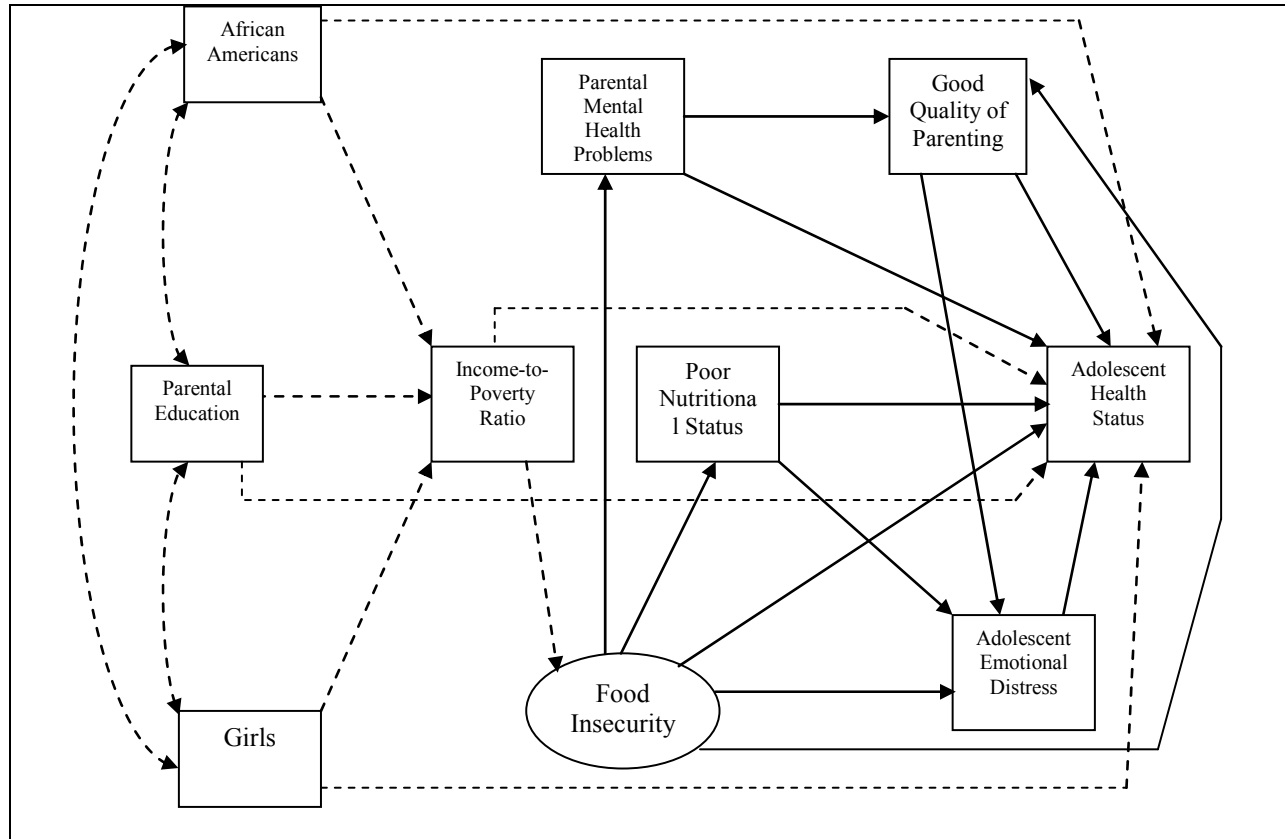 African
Americans
Parental
Mental
Health
Problems
Good
Quality of
Parenting
Parental
Education
Income-to-
Poverty
Ratio
Poor
Nutritiona
l Status
Adolescent
Health
Status
Adolescent
Emotional
Distress
Food
Insecurity
Girls